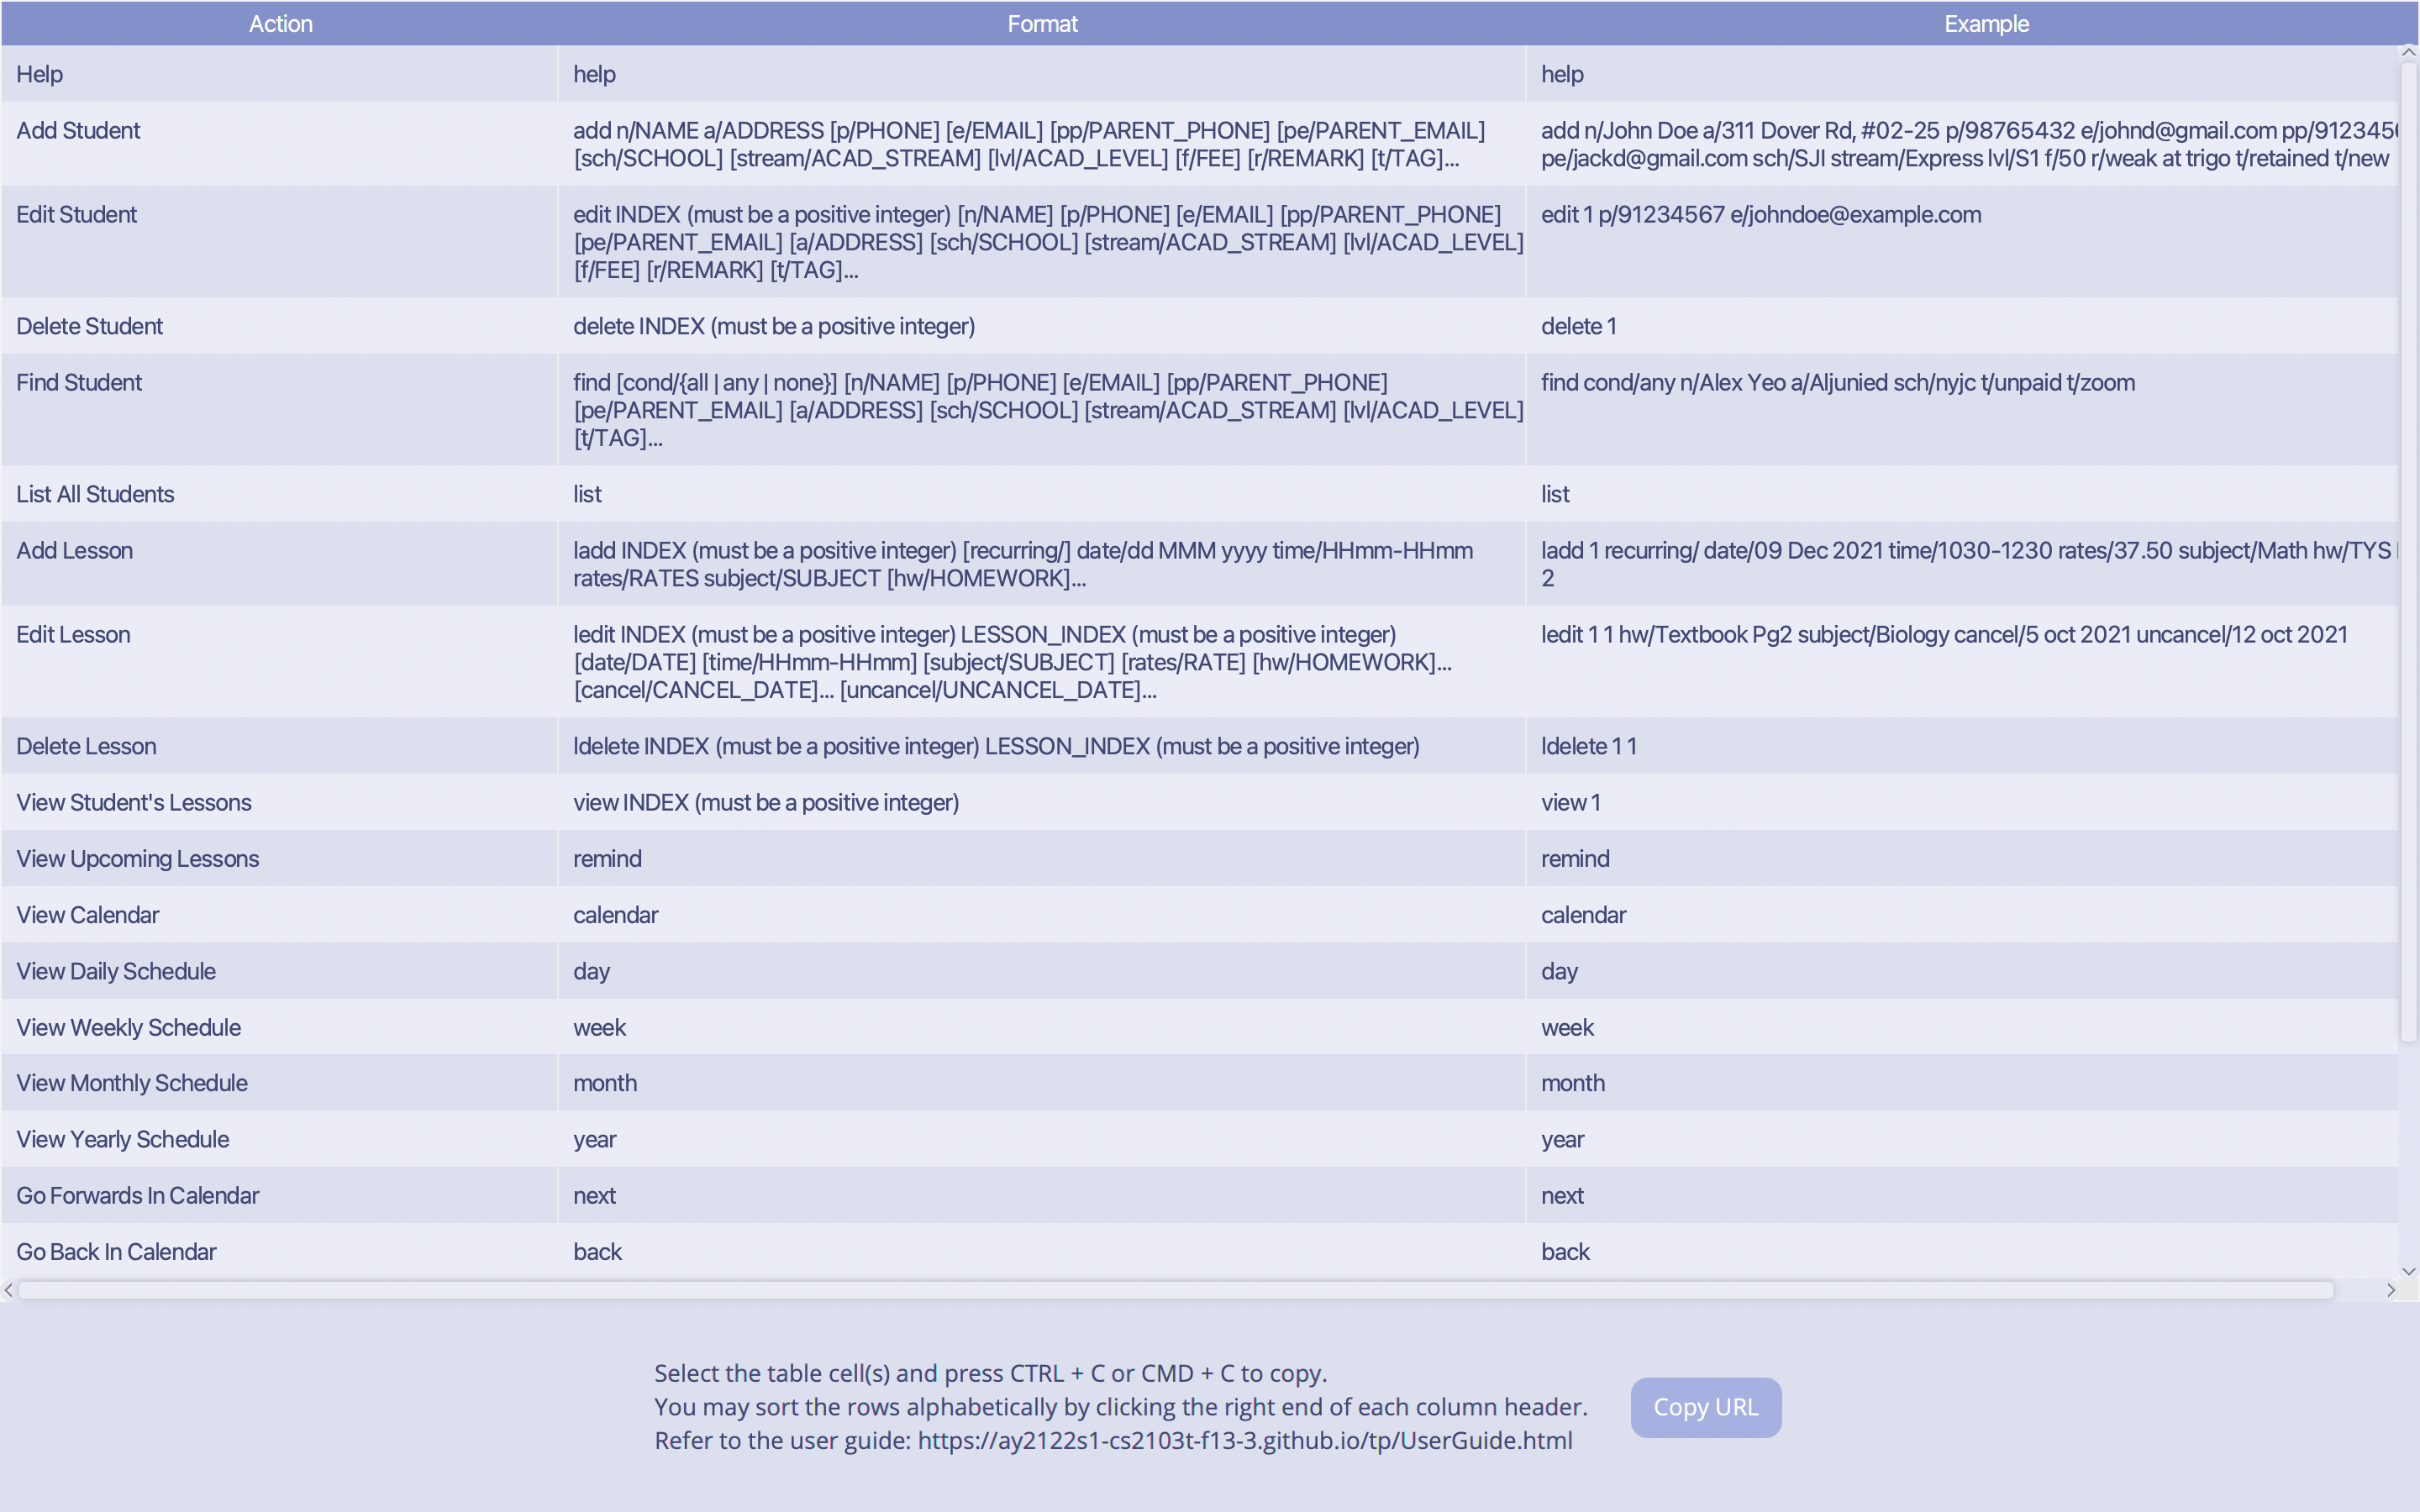 Action Format Example
Help help help
Add Student add n/NAME a/ADDRESS [p/PHONE] [e/EMAIL] [pp/PARENT_PHONE] [pe/PARENT_EMAIL] add n/John Doe a/311 Dover Rd, #02-25 p/98765432 e/johnd@gmail.com
[sch/SCHOOL] [stream/ACAD_STREAM] [lvl/ACAD_LEVEL] [f/FEE] [r/REMARK] [t/TAG]... pe/jackd@gmail.com sch/SJI stream/Express lvl/S1 f/50 r/weak at trigo t/retained t/new
Edit Student edit INDEX (must be a positive integer) [n/NAME] [p/PHONE] [e/EMAIL] [pp/PARENT_PHONE] edit 1 p/91234567 e/johndoe@example.com
[pe/PARENT_EMAIL] [a/ADDRESS] [sch/SCHOOL] [stream/ACAD_STREAM] [lvl/ACAD_LEVEL]
[f/FEE] [r/REMARK] [t/TAG]...
Delete Student delete INDEX (must be a positive integer) delete 1
Find Student find [cond/{all | any | none}] [n/NAME] [p/PHONE] [e/EMAIL] [pp/PARENT_PHONE] find cond/any n/Alex Yeo a/Aljunied sch/nyjc t/unpaid t/zoom
[pe/PARENT_EMAIL] [a/ADDRESS] [sch/SCHOOL] [stream/ACAD_STREAM] [lvl/ACAD_LEVEL]
[t/TAG]...
List All Students list list
Add Lesson ladd INDEX (must be a positive integer) [recurring/] date/dd MMM yyyy time/HHmm-HHmm ladd 1 recurring/ date/09 Dec 2021 time/1030-1230 rates/37.50 subject/Math hw/TYS
rates/RATES subject/SUBJECT [hw/HOMEWORK]... 2
Edit Lesson ledit INDEX (must be a positive integer) LESSON_INDEX (must be a positive integer) ledit 1 1 hw/Textbook Pg2 subject/Biology cancel/5 oct 2021 uncancel/12 oct 2021
[date/DATE] [time/HHmm-HHmm] [subject/SUBJECT] [rates/RATE] [hw/HOMEWORK]...
[cancel/CANCEL_DATE]... [uncancel/UNCANCEL_DATE]...
Delete Lesson ldelete INDEX (must be a positive integer) LESSON_INDEX (must be a positive integer) ldelete 1 1
View Student's Lessons view INDEX (must be a positive integer) view 1
View Upcoming Lessons remind remind
View Calendar calendar calendar
View Daily Schedule day day
View Weekly Schedule week week
View Monthly Schedule month month
View Yearly Schedule year year
Go Forwards In Calendar next next
Go Back In Calendar back back
Select the table cell(s) and press CTRL + C or CMD + C to copy.
You may sort the rows alphabetically by clicking the right end of each column header.
Refer to the user guide: https://ay2122s1-cs2103t-f13-3.github.io/tp/UserGuide.html
Copy URL